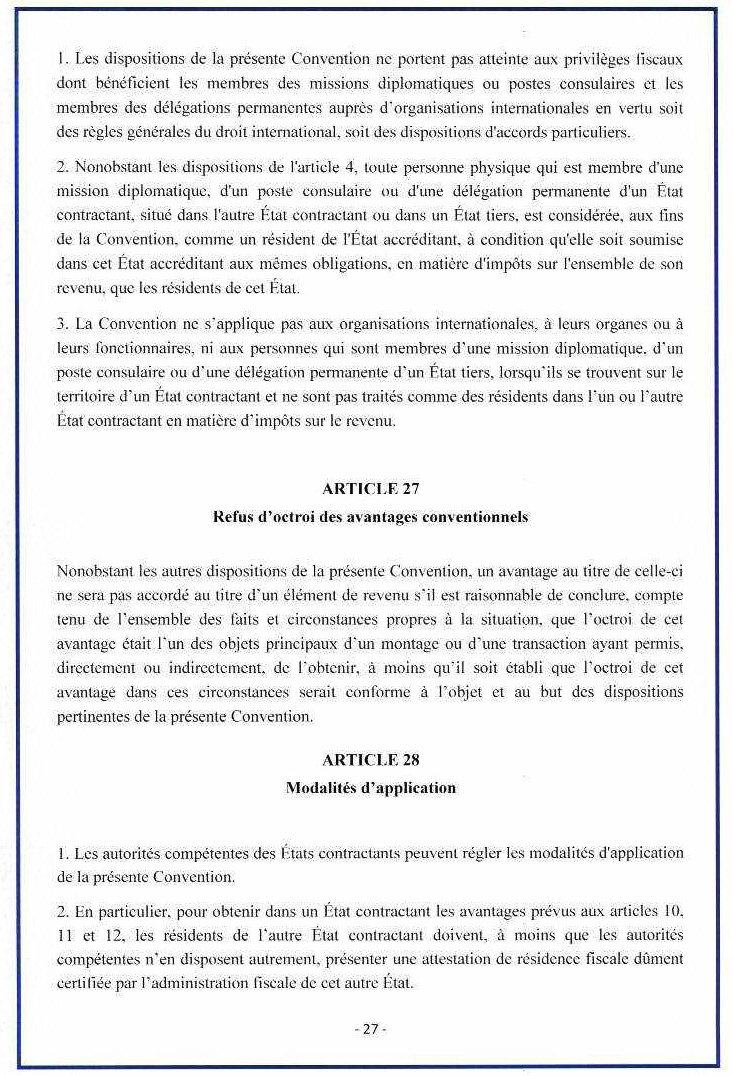 1. Les dispositions de la présente Convention ne portent pas atteinte aux privilèges fiscaux
dont bénéficient les membres des missions diplomatiques ou postes consulaires et les
membres des délégations permanentes auprès d’organisations internationales en vertu soit
des règles générales du droit international, soit des dispositions d'accords particuliers.
2. Nonobstant les dispositions de l'article 4, toute personne physique qui est membre d'une
mission diplomatique, d'un poste consulaire ou d'une délégation permanente d'un État
contractant, situé dans l'autre État contractant ou dans un État tiers, est considérée, aux fins
de la Convention, comme un résident de l'État accréditant, à condition qu'elle soit soumise
dans cet État accréditant aux mêmes obligations, en matière d'impôts sur l'ensemble de son
revenu, que les résidents de cet État.
3. La Convention ne s’applique pas aux organisations internationales, à leurs organes ou à
leurs fonctionnaires, ni aux personnes qui sont membres d’une mission diplomatique, d’un
poste consulaire ou d’une délégation permanente d’un État tiers, lorsqu’ils se trouvent sur le
territoire d’un État contractant et ne sont pas traités comme des résidents dans l’un ou l’autre
État contractant en matière d’impôts sur le revenu.
ARTICLE 27
Refus d’octroi des avantages conventionnels
Nonobstant les autres dispositions de la présente Convention, un avantage au titre de celle-ci
ne sera pas accordé au titre d’un élément de revenu s’il est raisonnable de conclure, compte
tenu de l’ensemble des faits et circonstances propres à la situation, que l’octroi de cet
avantage était l’un des objets principaux d’un montage ou d’une transaction ayant permis,
directement ou indirectement, de l’obtenir, à moins qu’il soit établi que l’octroi de cet
avantage dans ces circonstances serait conforme à l’objet et au but des dispositions
pertinentes de la présente Convention.
ARTICLE 28
Modalités d’application
1. Les autorités compétentes des États contractants peuvent régler les modalités d'application
de la présente Convention.
2. En particulier, pour obtenir dans un État contractant les avantages prévus aux articles 10,
11 et 12, les résidents de l’autre État contractant doivent, à moins que les autorités
compétentes n’en disposent autrement, présenter une attestation de résidence fiscale dûment
certifiée par l’administration fiscale de cet autre État.
- 27 -